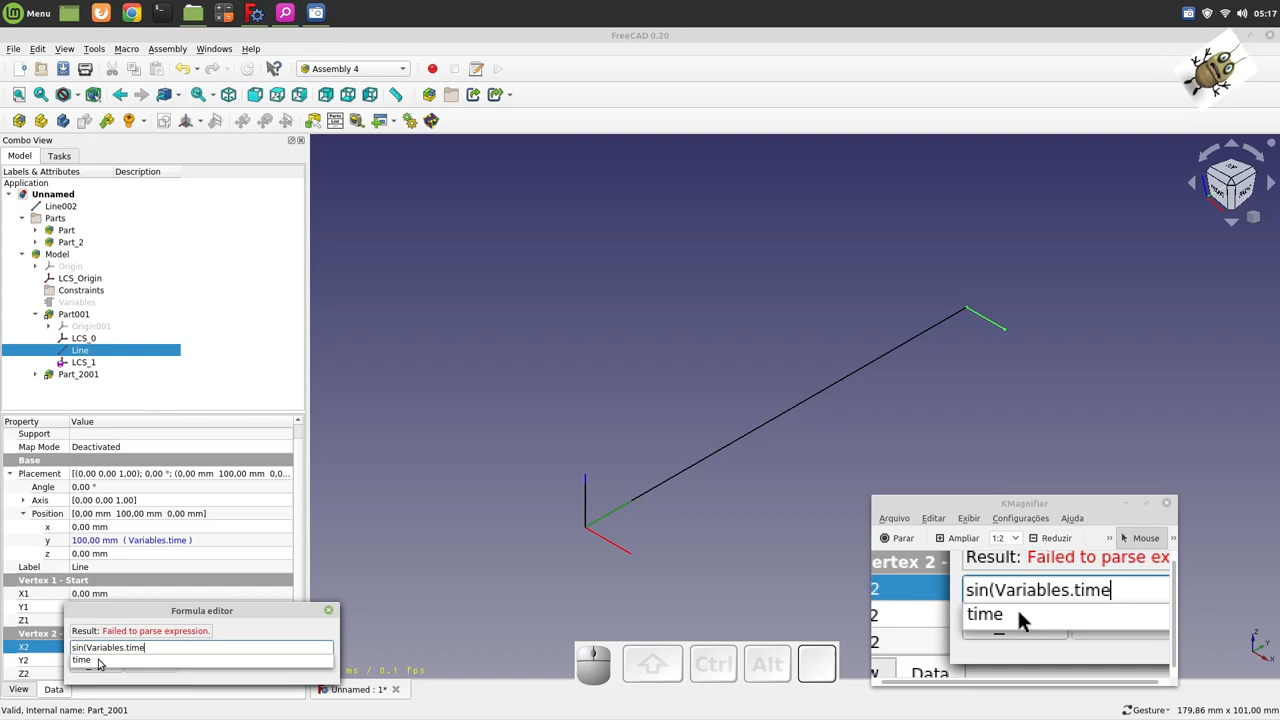 Menu
05:17
FreeCAD 0.20
File Edit View Tools Macro Assembly Windows Help
Assembly 4
Combo View
Model Tasks
Labels & Attributes Description
Application
Unnamed
Line002
Parts
Part
Part_2
Model
Origin
LCS_Origin
Constraints
Variables
Part001
Origin001
LCS_0
Line
LCS_1
Part_2001
Property Value
Support
Map Mode Deactivated
Base
Placement [(0,00 0,00 1,00); 0,00 °; (0,00 mm 100,00 mm 0,0...
Angle 0,00 °
Axis [0,00 0,00 1,00]
Position [0,00 mm 100,00 mm 0,00 mm]
x 0,00 mm
y 100,00 mm ( Variables.time )
z 0,00 mm
Label Line
Vertex 1 - Start
X1 0,00 mm
Y1
Z1
Vertex 2 -
X2
Y2
Z2
Formula editor
Result: Failed to parse expression.
sin(Variables.time
time
View Data
ms / 0.1 fps
Unnamed : 1*
Ctrl Alt
KMagnifier
Arquivo Editar Exibir Configurações Ajuda
Parar Ampliar 1:2 Reduzir » Mouse »
ertex 2 - Result: Failed to parse ex
2 sin(Variables.time
2 time
2
w Data
Z Y X
Valid, Internal name: Part_2001
Gesture 179,86 mm x 101,00 mm